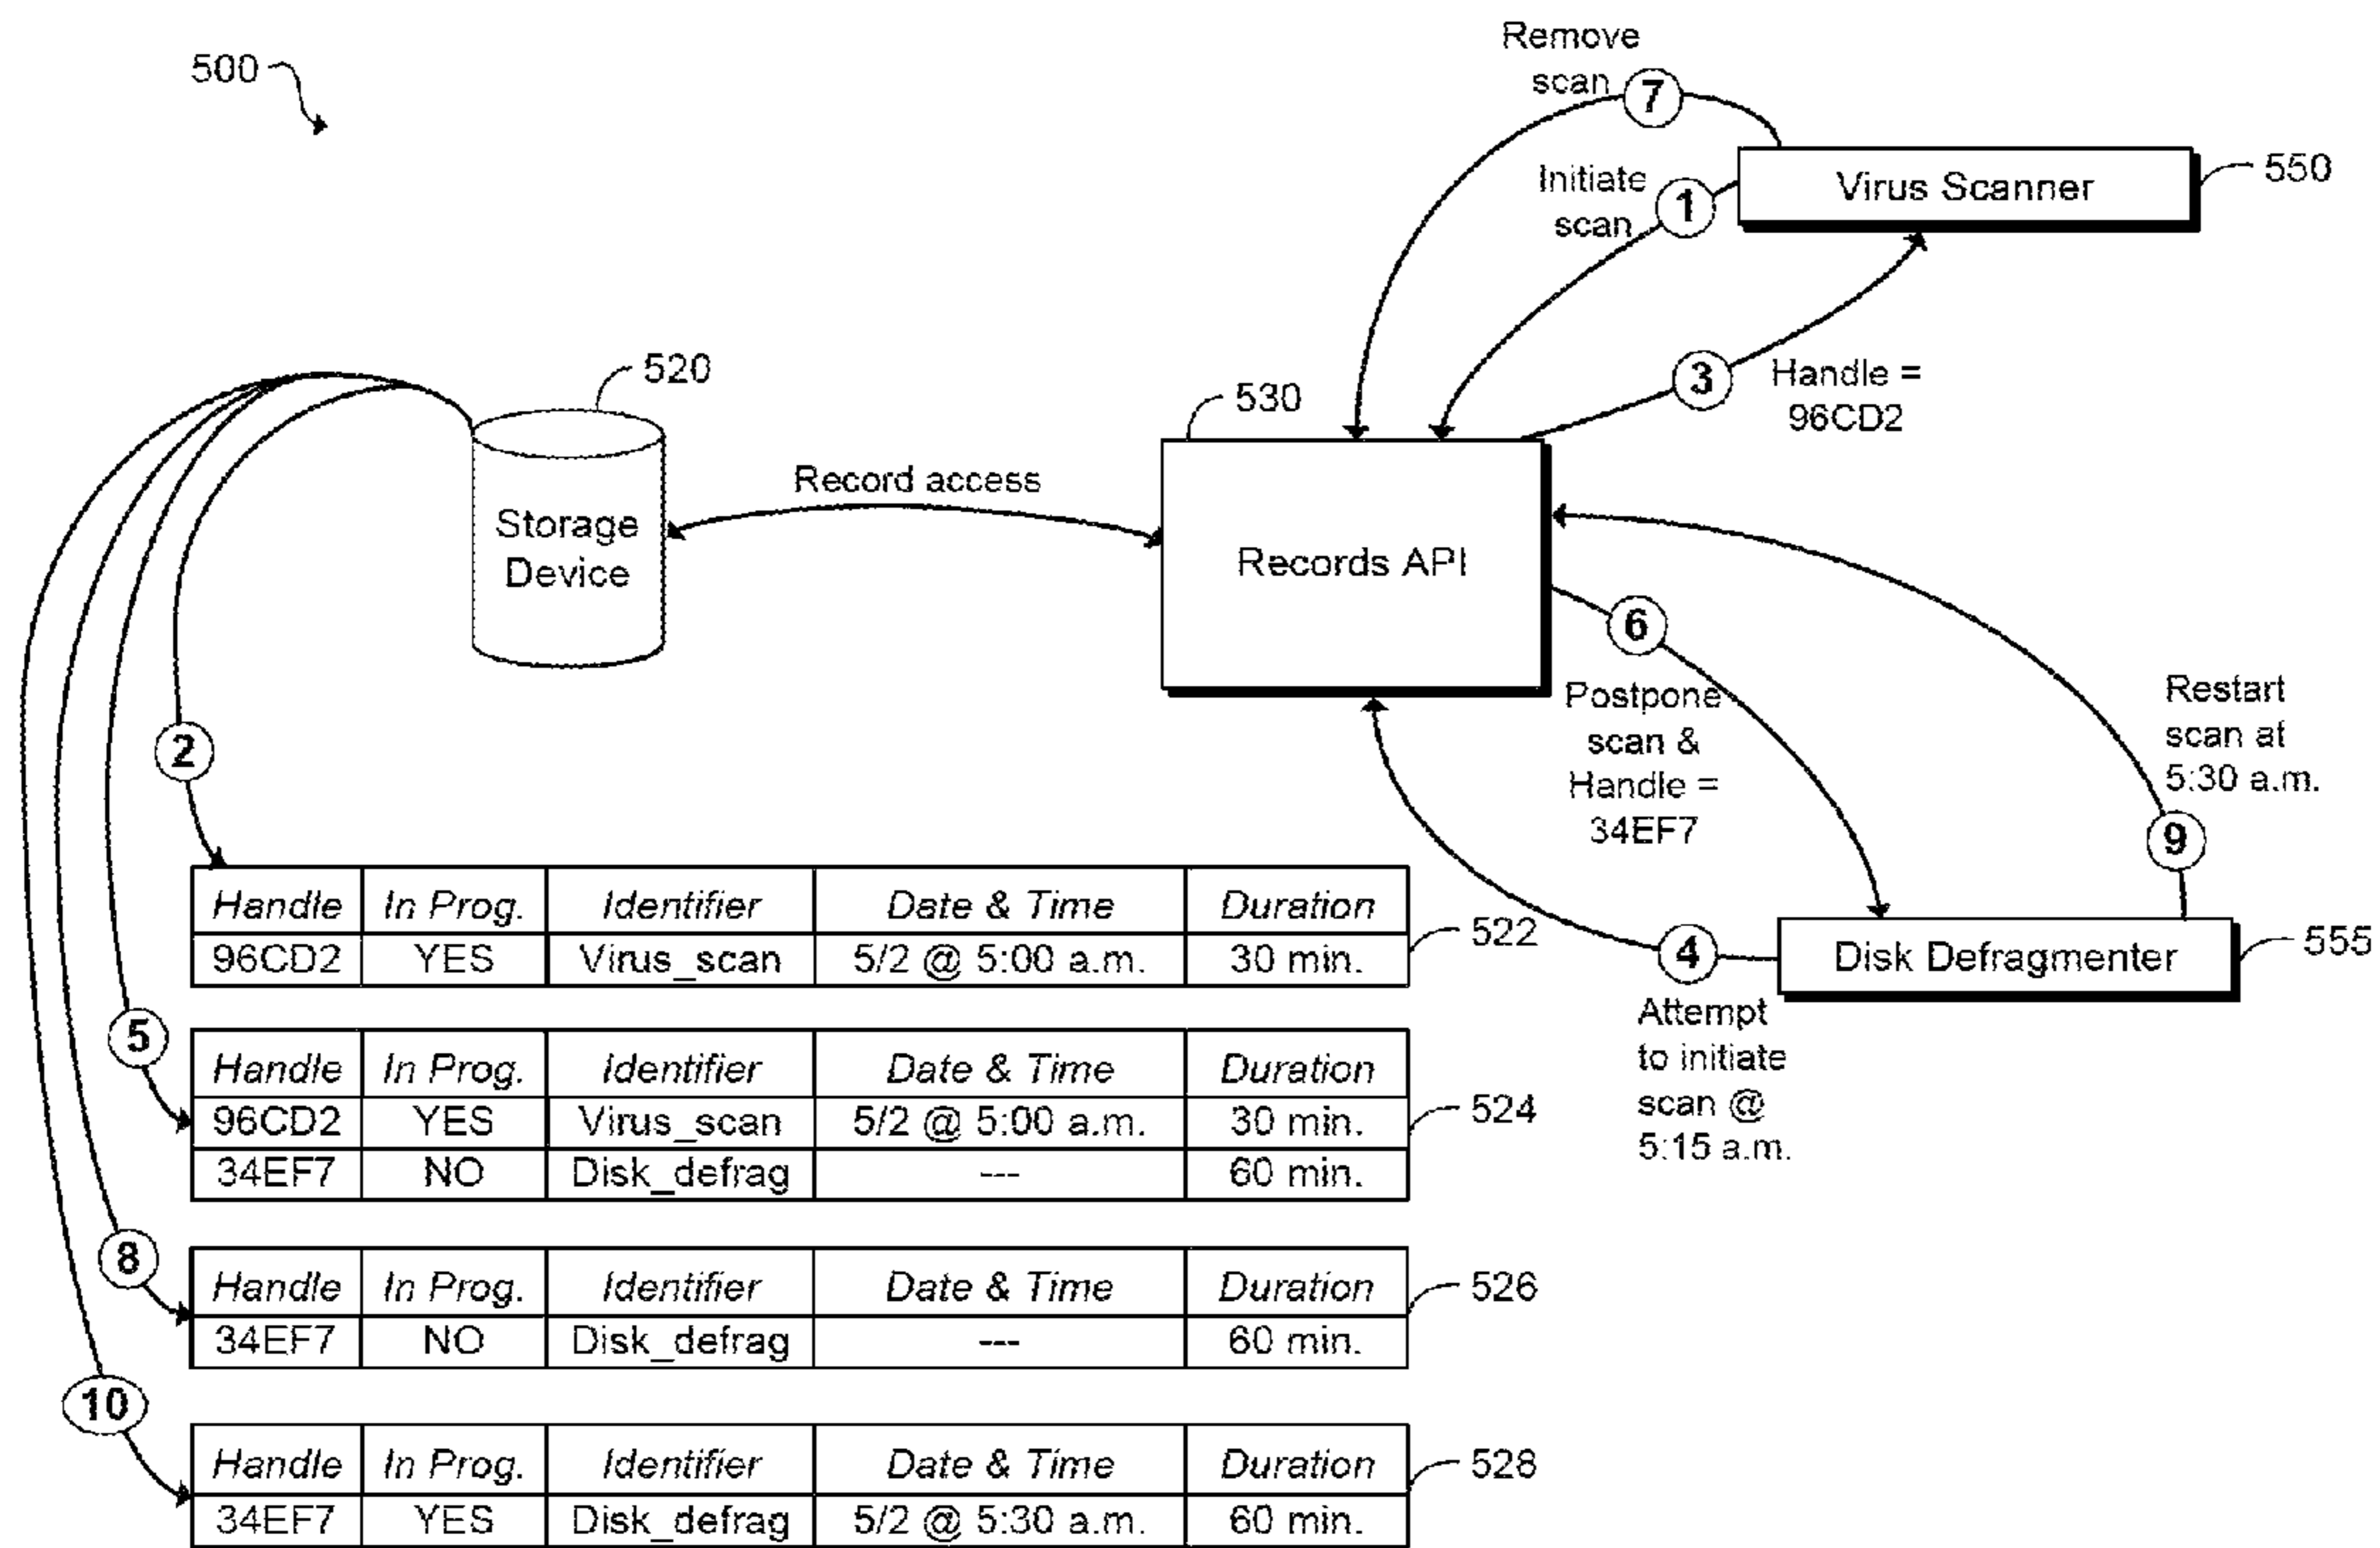 500
Remove
scan
7
Initiate
scan
1
Virus Scanner
550
3
Handle =
96CD2
520
Storage
Device
Record access
530
Records API
6
Postpone
scan &
Handle =
34EF7
Restart
scan at
5:30 a.m.
9
4
Attempt
to initiate
scan @
5:15 a.m.
Disk Defragmenter
555
2
Handle In Prog. Identifier Date & Time Duration
96CD2 YES Virus_scan 5/2 @ 5:00 a.m. 30 min.
522
5
Handle In Prog. Identifier Date & Time Duration
96CD2 YES Virus_scan 5/2 @ 5:00 a.m. 30 min.
34EF7 NO Disk_defrag --- 60 min.
524
8
Handle In Prog. Identifier Date & Time Duration
34EF7 NO Disk_defrag --- 60 min.
526
10
Handle In Prog. Identifier Date & Time Duration
34EF7 YES Disk_defrag 5/2 @ 5:30 a.m. 60 min.
528